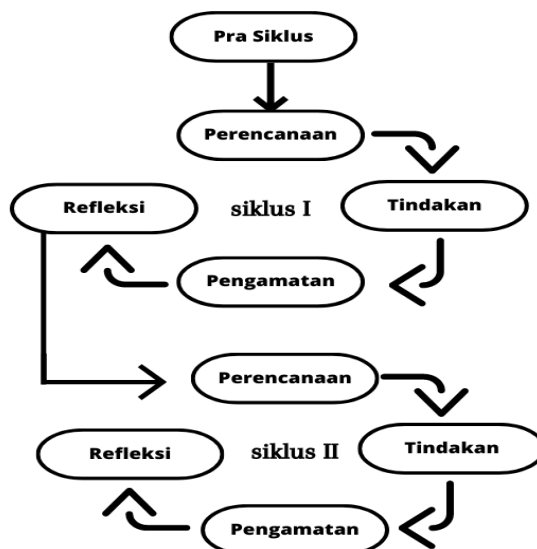 Pra Siklus
Perencanaan
Refleksi
siklus I
Tindakan
Pengamatan
Perencanaan
Refleksi
siklus II
Tindakan
Pengamatan